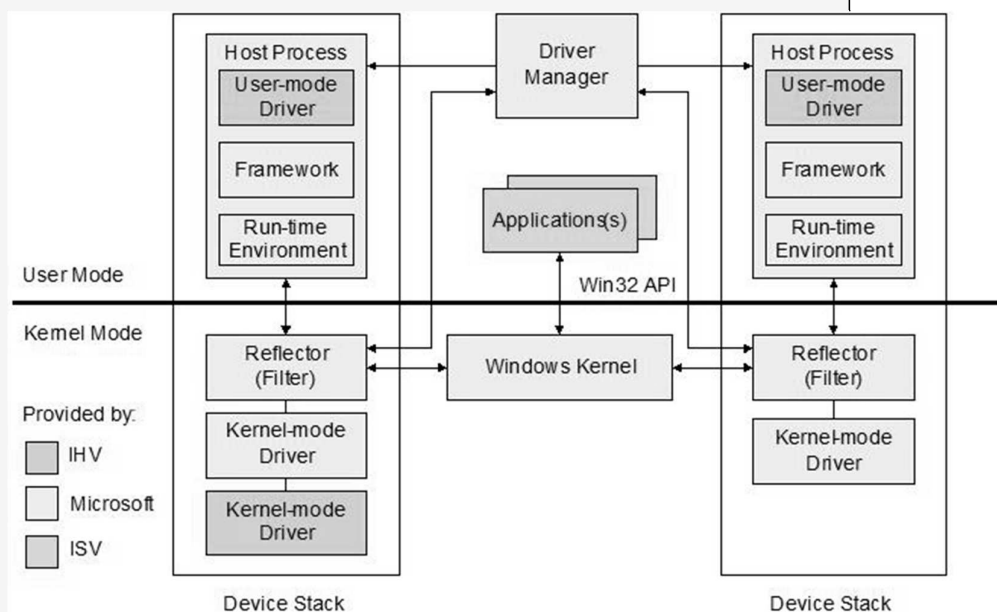 Host Process
User-mode
Driver
Framework
Run-time
Environment
Driver
Manager
Applications(s)
Host Process
User-mode
Driver
Framework
Run-time
Environment
User Mode
Win32 API
Kernel Mode
Reflector
(Filter)
Windows Kernel
Reflector
(Filter)
Kernel-mode
Driver
Kernel-mode
Driver
Kernel-mode
Driver
Provided by:
IHV
Microsoft
ISV
Device Stack
Device Stack